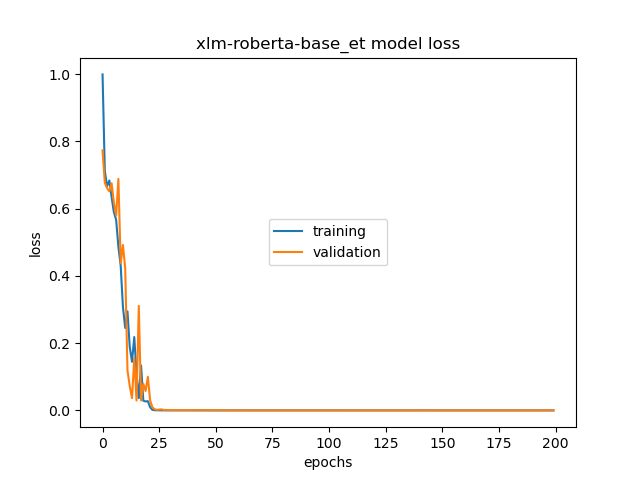 xlm-roberta-base_et model loss
loss
1.0
0.8
0.6
0.4
0.2
0.0
training
validation
0 25 50 75 100 125 150 175 200
epochs